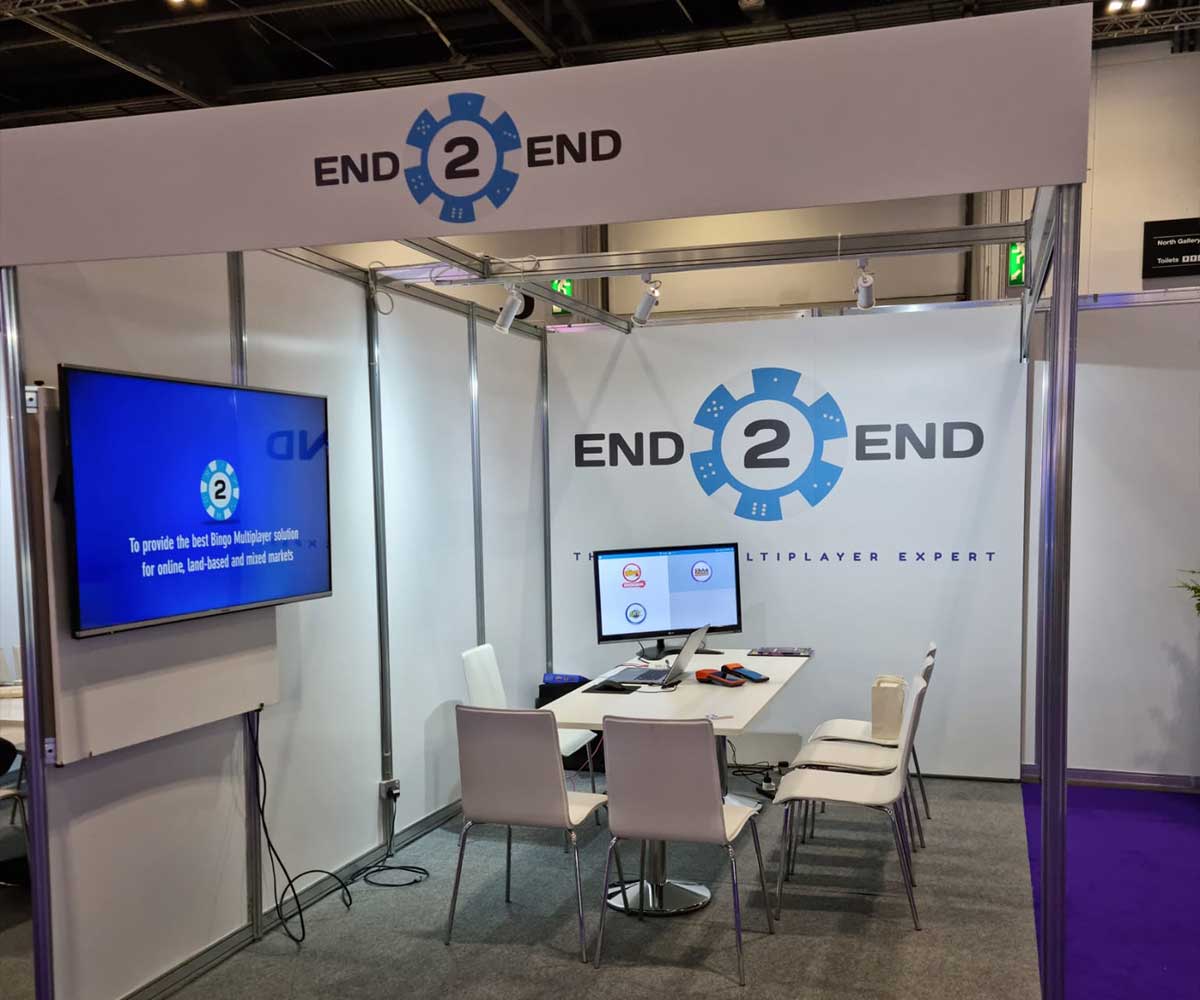 END 2 END
North Gallery
Toilets
END 2 END
MULTIPLAYER EXPERT
2
To provide the best Bingo Multiplayer solution
for online, land-based and mixed markets